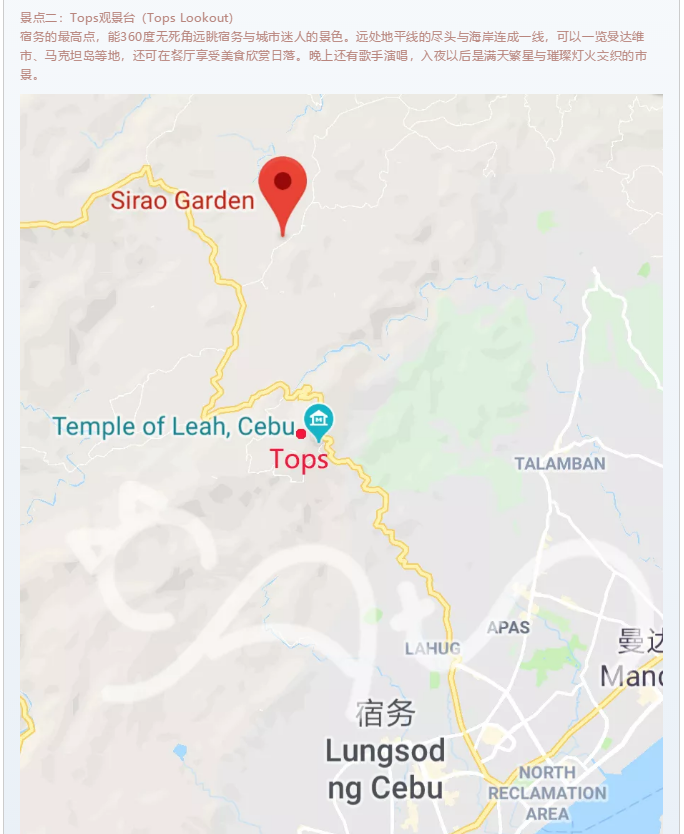 景点二：Tops观景台（Tops Lookout)
宿务的最高点，能360度无死角远眺宿务与城市迷人的景色。远处地平线的尽头与海岸连成一线，可以一览曼达维
市、马克坦岛等地，还可在餐厅享受美食欣赏日落。晚上还有歌手演唱，入夜以后是满天繁星与璀璨灯火交织的市
景。
Sirao Garden
Temple of Leah, Cebu
Tops
TALAMBAN
APAS
LAHUG
曼达
Mand
宿务
Lungsod
ng Cebu
NORTH
RECLAMATION
AREA